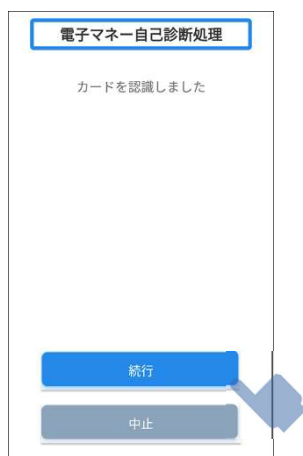 電子マネー自己診断処理
カードを認識しました
続行
中止